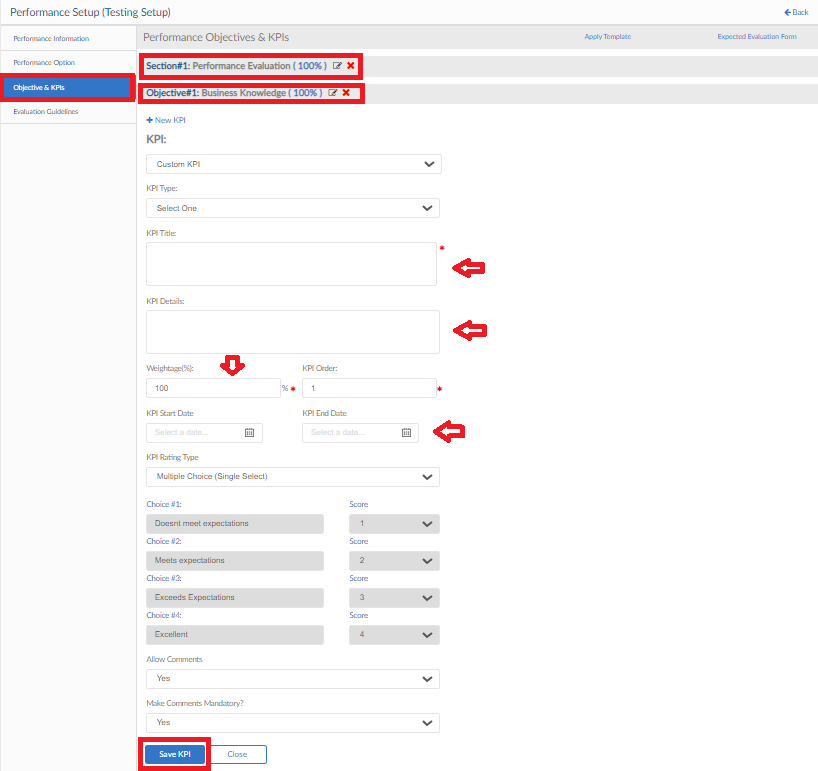 Performance Setup (Testing Setup)
Back
Performance Information
Performance Objectives & KPIs
Apply Template
Expected Evaluation Form
Performance Option
Section#1: Performance Evaluation ( 100% )
Objective & KPIs
Objective#1: Business Knowledge ( 100% )
Evaluation Guidelines
+ New KPI
KPI:
Custom KPI
KPI Type:
Select One
KPI Title:
*
KPI Details:
Weightage(%): KPI Order:
100 % * 1 *
KPI Start Date KPI End Date
Select a date... Select a date...
KPI Rating Type
Multiple Choice (Single Select)
Choice #1: Score
Doesnt meet expectations 1
Choice #2: Score
Meets expectations 2
Choice #3: Score
Exceeds Expectations 3
Choice #4: Score
Excellent 4
Allow Comments
Yes
Make Comments Mandatory?
Yes
Save KPI Close